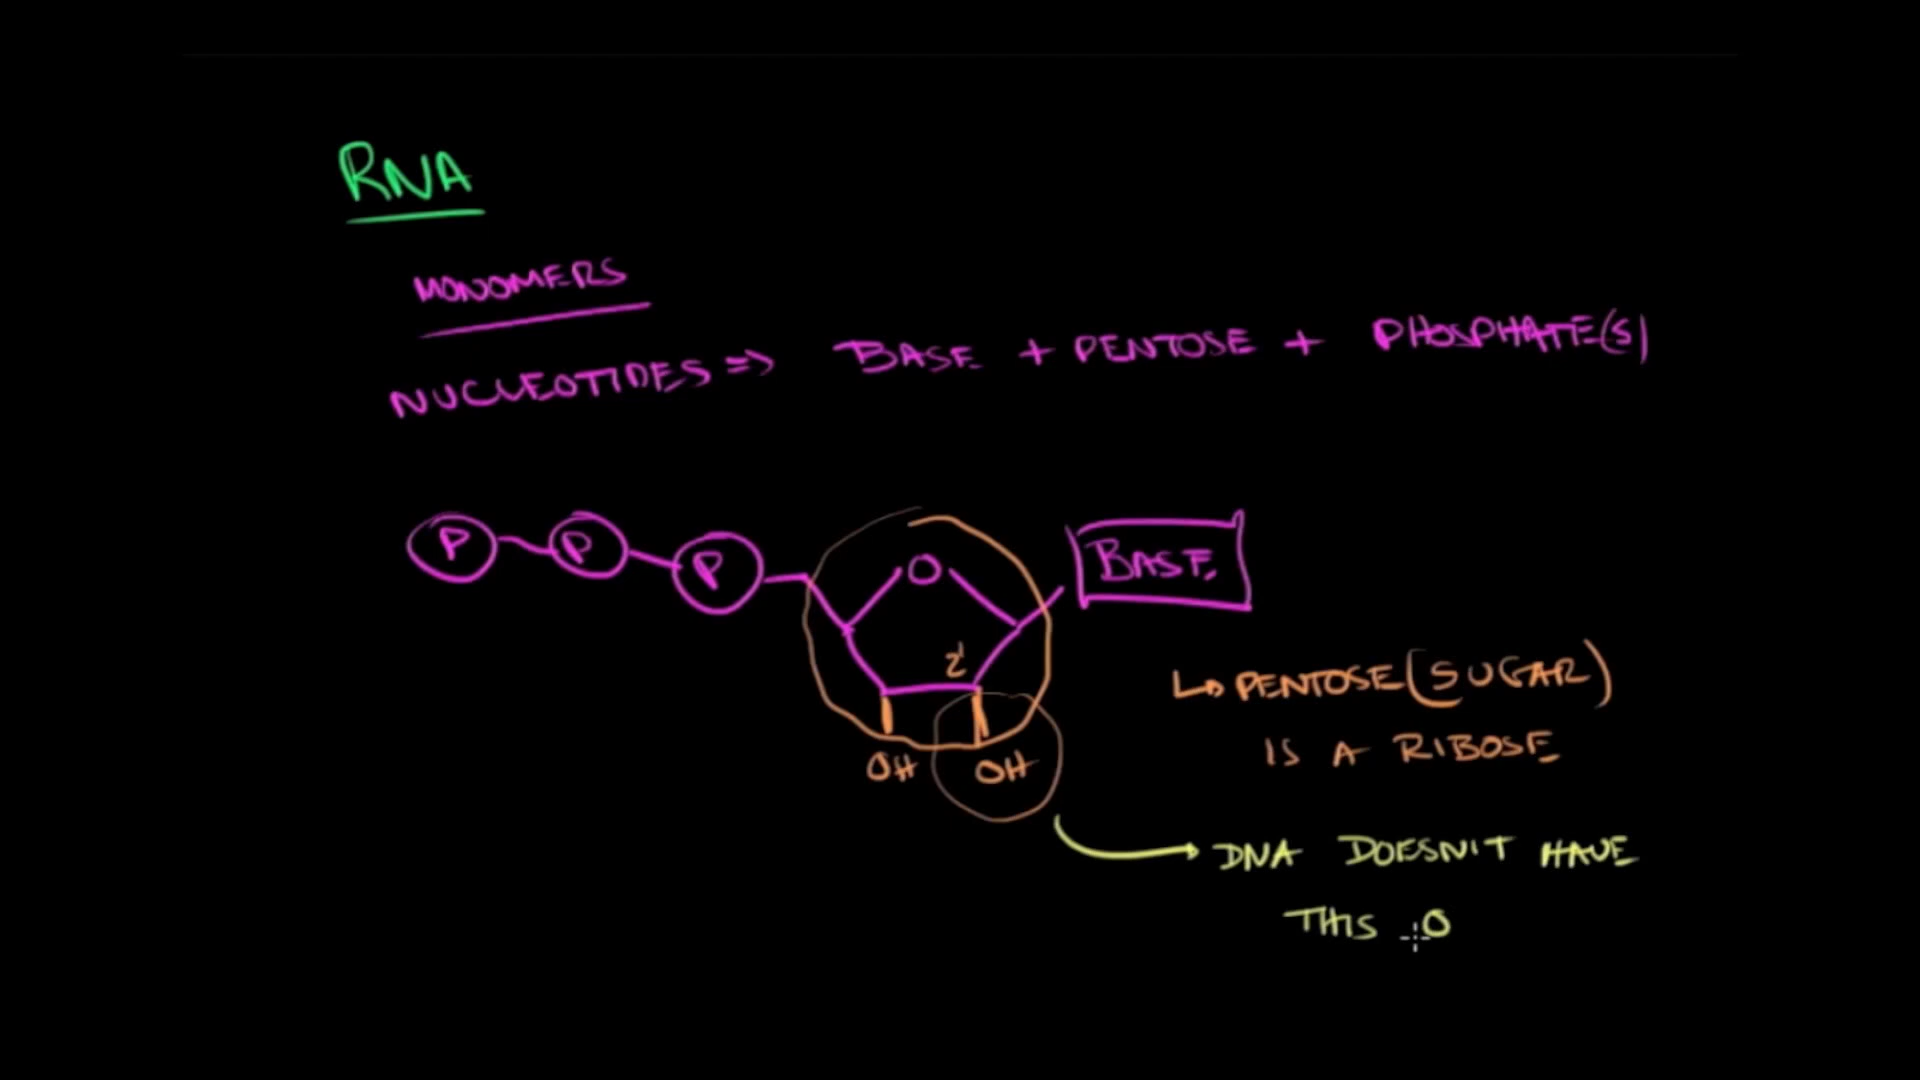 RNA
MONOMERS
NUCLEOTIDES => BASE + PENTOSE + PHOSPHATE(S)
P P P O BASE
2'
OH OH
↳ PENTOSE (SUGAR)
IS A RIBOSE
→ DNA DOESN'T HAVE
THIS O